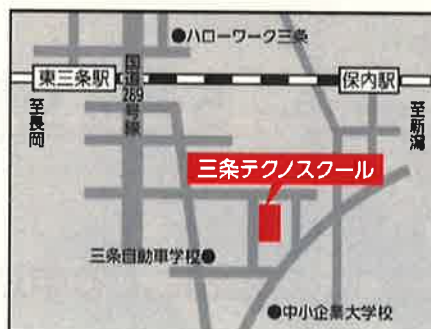 ●ハローワーク三条
東三条駅
国道289号線
保内駅
至長岡
至新潟
三条テクノスクール
三条自動車学校●
●中小企業大学校